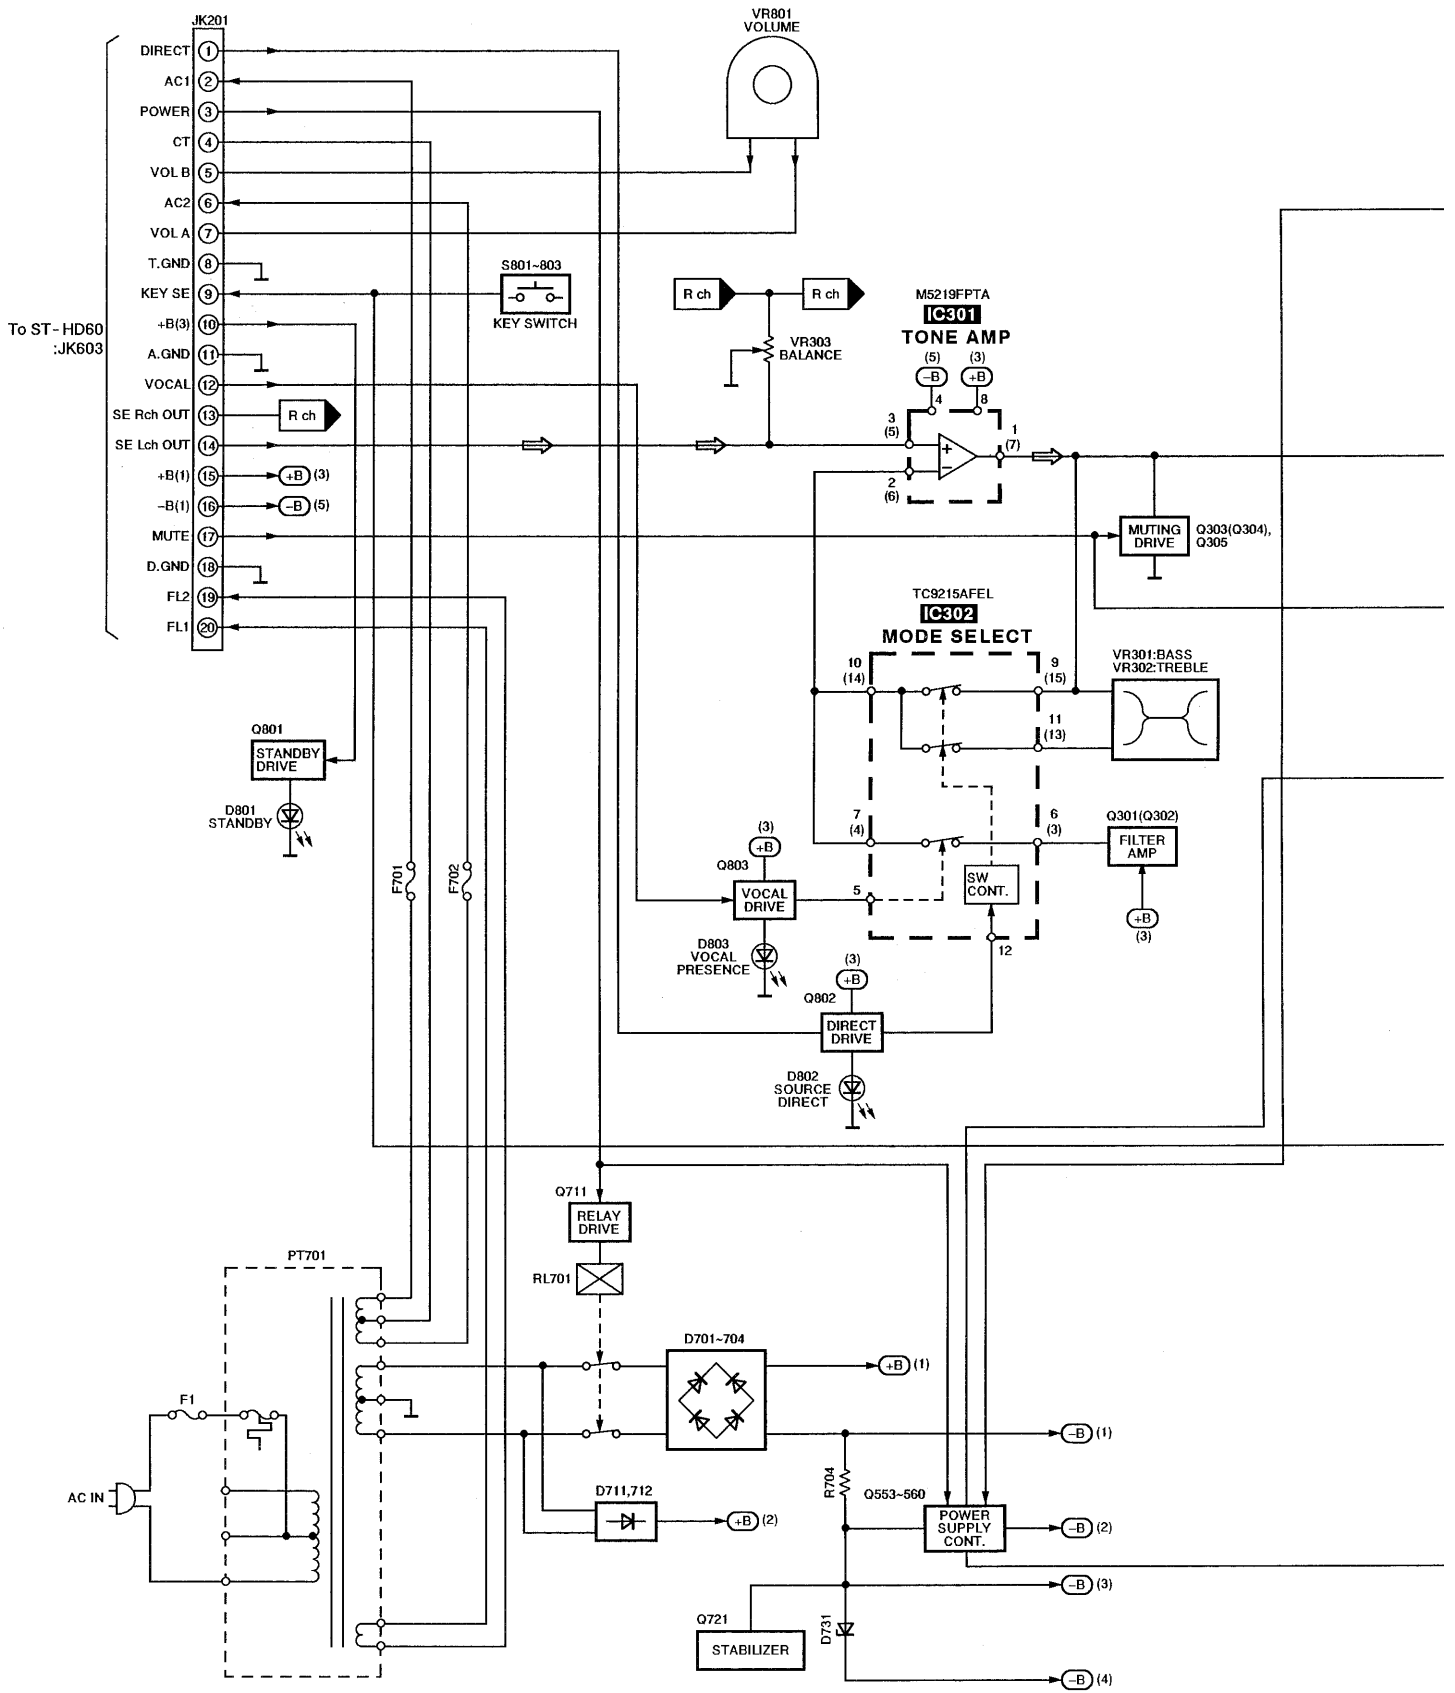 JK201
To ST-HD60
:JK603
DIRECT 1
AC1 2
POWER 3
CT 4
VOL B 5
AC2 6
VOL A 7
T.GND 8
KEY SE 9
+B(3) 10
A.GND 11
VOCAL 12
SE Rch OUT 13
R ch
SE Lch OUT 14
+B(1) 15
+B (3)
-B(1) 16
-B (5)
MUTE 17
D.GND 18
FL2 19
FL1 20
VR801
VOLUME
S801~803
KEY SWITCH
R ch
R ch
VR303
BALANCE
M5219FPTA
IC301
TONE AMP
(5) (3)
-B +B
4 8
3
(5)
+
-
2
(6)
1
(7)
MUTING
DRIVE
Q303(Q304),
Q305
TC9215AFEL
IC302
MODE SELECT
10
(14)
9
(15)
11
(13)
7
(4)
6
(3)
5
SW
CONT.
12
VR301:BASS
VR302:TREBLE
Q301(Q302)
FILTER
AMP
+B
(3)
Q801
STANDBY
DRIVE
D801
STANDBY
F701
F702
(3)
+B
Q803
VOCAL
DRIVE
D803
VOCAL
PRESENCE
(3)
+B
Q802
DIRECT
DRIVE
D802
SOURCE
DIRECT
Q711
RELAY
DRIVE
RL701
PT701
F1
AC IN
D701~704
+B (1)
-B (1)
D711,712
+B (2)
R704
Q553~560
POWER
SUPPLY
CONT.
-B (2)
-B (3)
Q721
STABILIZER
D731
-B (4)